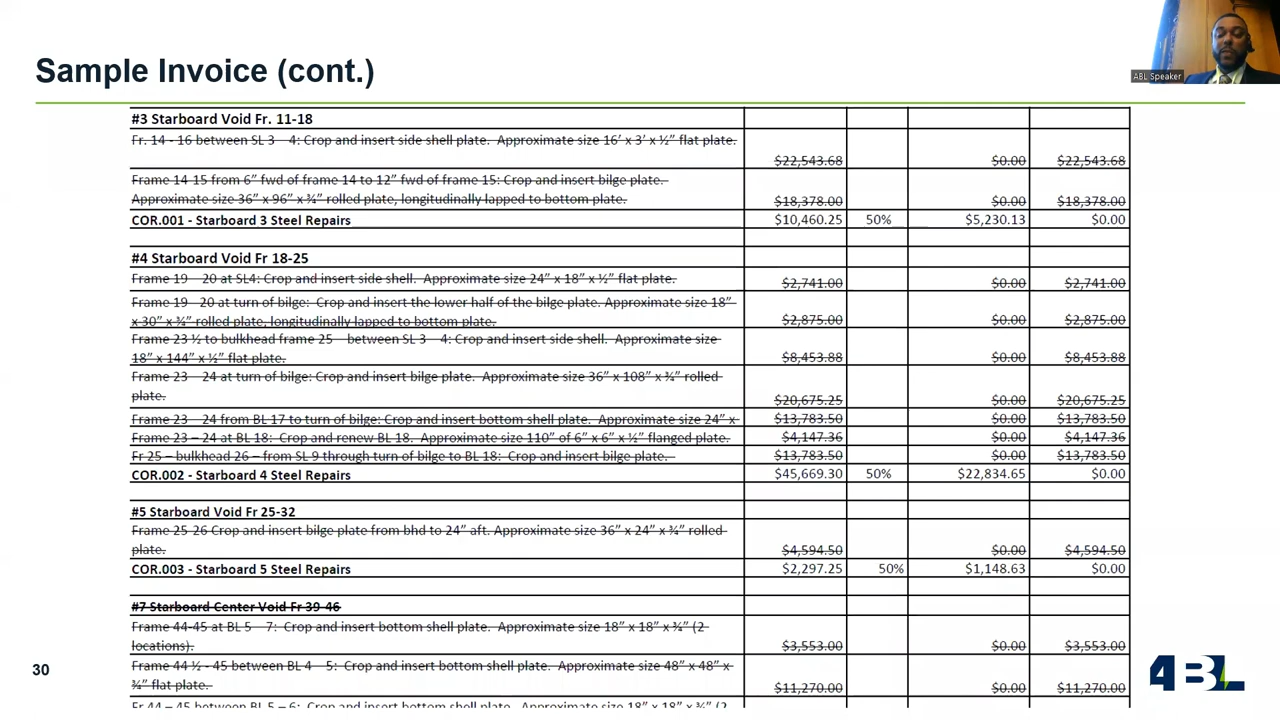 Sample Invoice (cont.)
ABL Speaker
#3 Starboard Void Fr. 11-18
Fr. 14 - 16 between SL 3 – 4: Crop and insert side shell plate. Approximate size 16’ x 3’ x ½” flat plate.
$22,543.68 $0.00 $22,543.68
Frame 14-15 from 6” fwd of frame 14 to 12” fwd of frame 15: Crop and insert bilge plate.
Approximate size 36” x 96” x ¾” rolled plate, longitudinally lapped to bottom plate.
$18,378.00 $0.00 $18,378.00
COR.001 - Starboard 3 Steel Repairs $10,460.25 50% $5,230.13 $0.00
#4 Starboard Void Fr 18-25
Frame 19 – 20 at SL4: Crop and insert side shell. Approximate size 24” x 18” x ½” flat plate.
$2,741.00 $0.00 $2,741.00
Frame 19 - 20 at turn of bilge: Crop and insert the lower half of the bilge plate. Approximate size 18”
x 30” x ¾” rolled plate, longitudinally lapped to bottom plate.
$2,875.00 $0.00 $2,875.00
Frame 23 ½ to bulkhead frame 25 – between SL 3 – 4: Crop and insert side shell. Approximate size
18” x 144” x ½” flat plate.
$8,453.88 $0.00 $8,453.88
Frame 23 – 24 at turn of bilge: Crop and insert bilge plate. Approximate size 36” x 108” x ¾” rolled
plate.
$20,675.25 $0.00 $20,675.25
Frame 23 – 24 from BL 17 to turn of bilge: Crop and insert bottom shell plate. Approximate size 24” x
$13,783.50 $0.00 $13,783.50
Frame 23 – 24 at BL 18: Crop and renew BL 18. Approximate size 110” of 6” x 6” x ½” flanged plate.
$4,147.36 $0.00 $4,147.36
Fr 25 – bulkhead 26 – from SL 9 through turn of bilge to BL 18: Crop and insert bilge plate.
$13,783.50 $0.00 $13,783.50
COR.002 - Starboard 4 Steel Repairs $45,669.30 50% $22,834.65 $0.00
#5 Starboard Void Fr 25-32
Frame 25-26 Crop and insert bilge plate from bhd to 24” aft. Approximate size 36” x 24” x ¾” rolled
plate.
$4,594.50 $0.00 $4,594.50
COR.003 - Starboard 5 Steel Repairs $2,297.25 50% $1,148.63 $0.00
#7 Starboard Center Void Fr 39-46
Frame 44-45 at BL 5 – 7: Crop and insert bottom shell plate. Approximate size 18” x 18” x ¾” (2
locations).
$3,553.00 $0.00 $3,553.00
Frame 44 ½ - 45 between BL 4 – 5: Crop and insert bottom shell plate. Approximate size 48” x 48” x
¾” flat plate.
$11,270.00 $0.00 $11,270.00
Fr 44 – 45 between BL 5 – 6: Crop and insert bottom shell plate. Approximate size 18” x 18” x ¾” (2
30
ABL